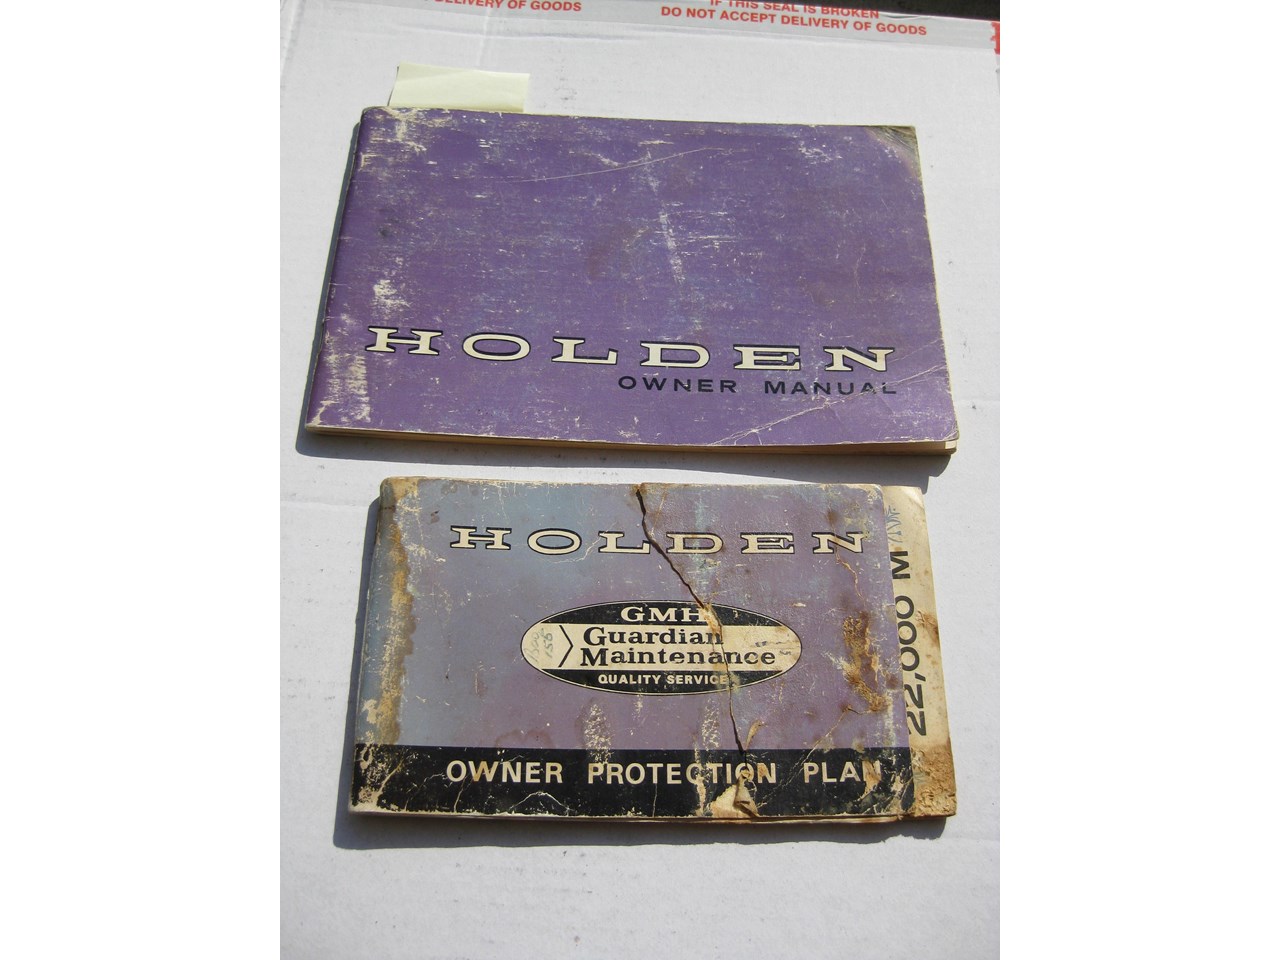 DELIVERY OF GOODS
IF THIS SEAL IS BROKEN
DO NOT ACCEPT DELIVERY OF GOODS
HOLDEN
OWNER MANUAL
HOLDEN
GMH
Guardian
Maintenance
QUALITY SERVICE
OWNER PROTECTION PLAN
22,000 M